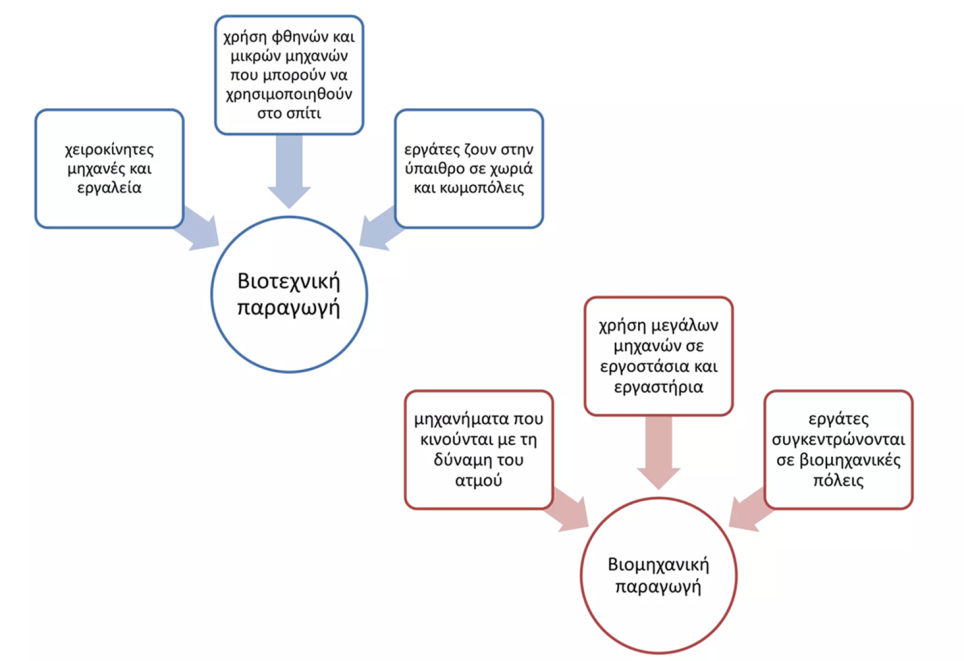 χρήση φθηνών και
μικρών μηχανών
που μπορούν να
χρησιμοποιηθούν
στο σπίτι
χειροκίνητες
μηχανές και
εργαλεία
εργάτες ζουν στην
ύπαιθρο σε χωριά
και κωμοπόλεις
Βιοτεχνική
παραγωγή
χρήση μεγάλων
μηχανών σε
εργοστάσια και
εργαστήρια
μηχανήματα που
κινούνται με τη
δύναμη του
ατμού
εργάτες
συγκεντρώνονται
σε βιομηχανικές
πόλεις
Βιομηχανική
παραγωγή